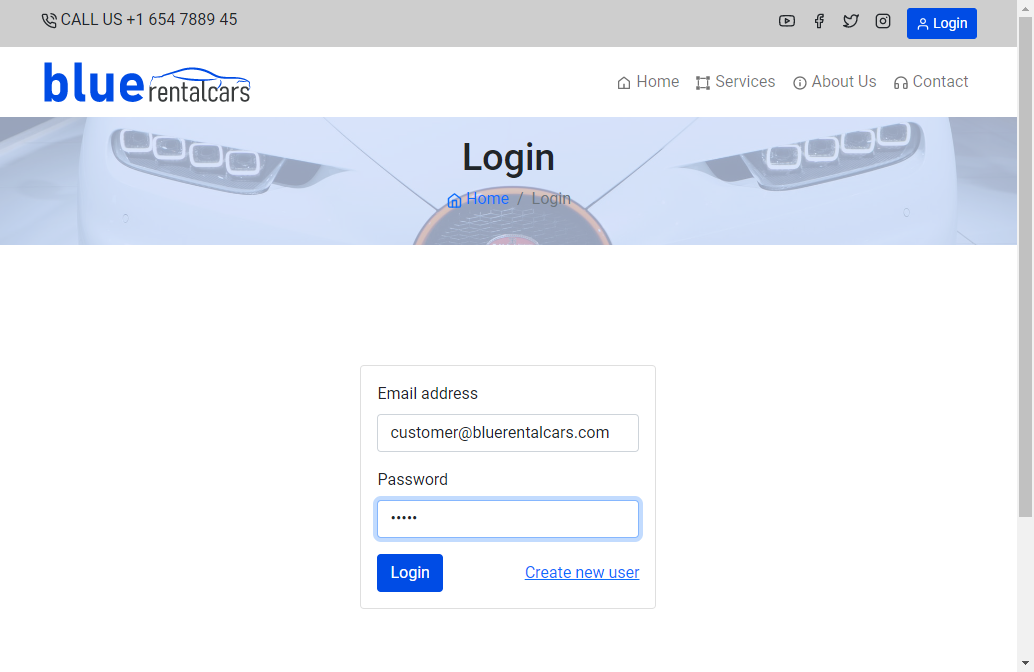 CALL US +1 654 7889 45
Login
blue rentalcars
Home Services About Us Contact
Login
Home / Login
Email address
customer@bluerentalcars.com
Password
•••••
Login Create new user